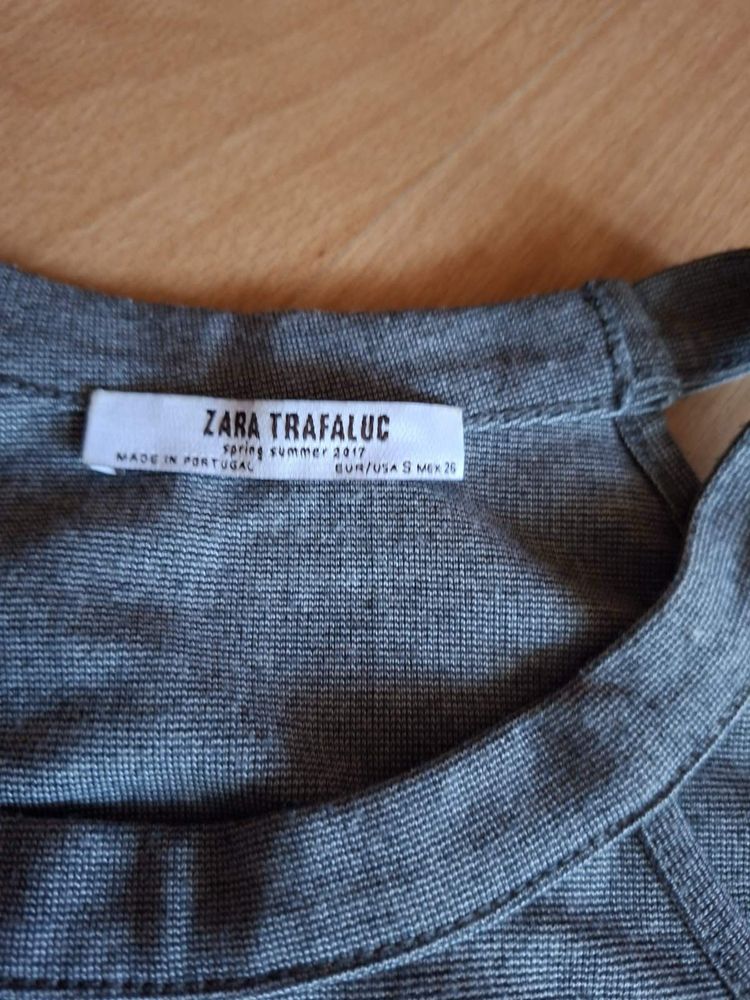 ZARA TRAFALUC
spring summer 2017
MADE IN PORTUGAL EUR/USA S MEX 26